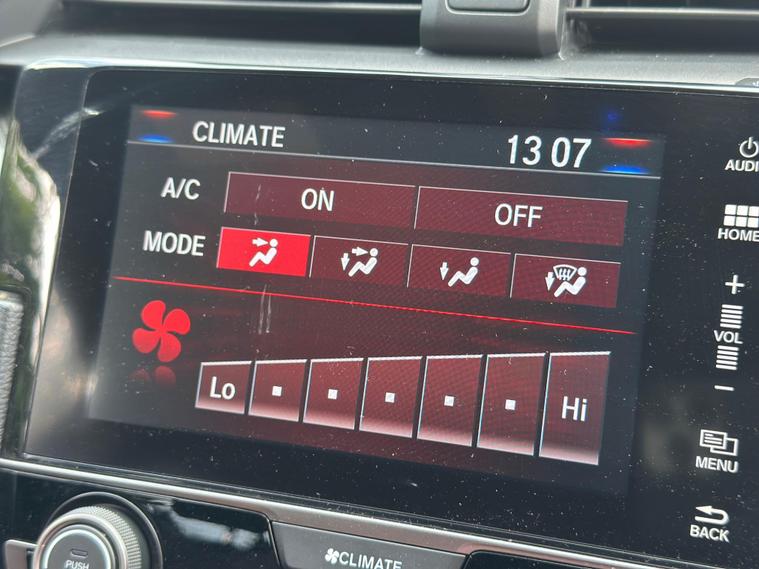 CLIMATE 13 07
A/C ON OFF
MODE
Lo Hi
AUDIO
HOME
+
VOL
−
MENU
BACK
PUSH
CLIMATE